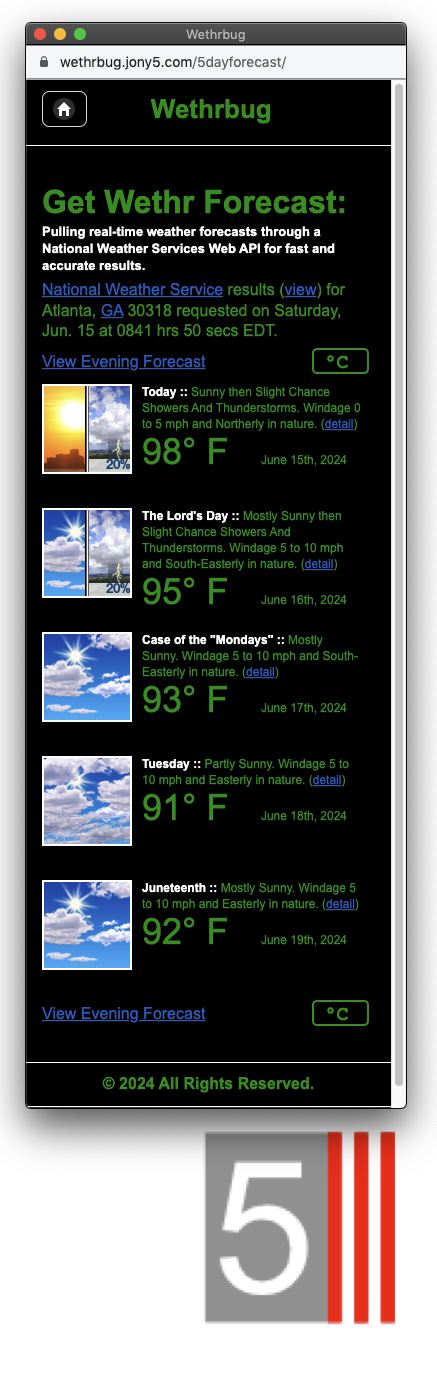 Wethrbug
wethrbug.jony5.com/5dayforecast/
Wethrbug
Get Wethr Forecast:
Pulling real-time weather forecasts through a
National Weather Services Web API for fast and
accurate results.
National Weather Service results (view) for
Atlanta, GA 30318 requested on Saturday,
Jun. 15 at 0841 hrs 50 secs EDT.
View Evening Forecast
°C
Today :: Sunny then Slight Chance
Showers And Thunderstorms. Windage 0
to 5 mph and Northerly in nature. (detail)
20%
98° F
June 15th, 2024
The Lord's Day :: Mostly Sunny then
Slight Chance Showers And
Thunderstorms. Windage 5 to 10 mph
and South-Easterly in nature. (detail)
20%
95° F
June 16th, 2024
Case of the "Mondays" :: Mostly
Sunny. Windage 5 to 10 mph and South-
Easterly in nature. (detail)
93° F
June 17th, 2024
Tuesday :: Partly Sunny. Windage 5 to
10 mph and Easterly in nature. (detail)
91° F
June 18th, 2024
Juneteenth :: Mostly Sunny. Windage 5
to 10 mph and Easterly in nature. (detail)
92° F
June 19th, 2024
View Evening Forecast
°C
© 2024 All Rights Reserved.
5